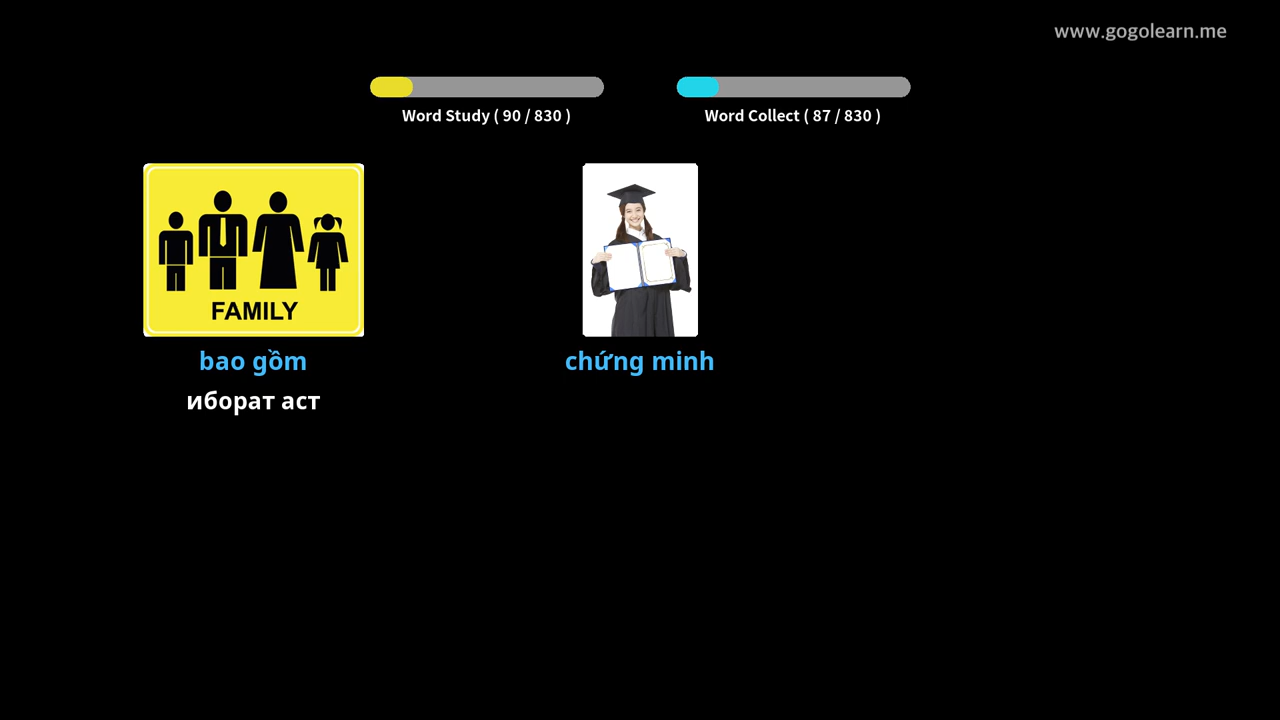 www.gogolearn.me
Word Study ( 90 / 830 )
Word Collect ( 87 / 830 )
FAMILY
bao gồm
chứng minh
иборат аст